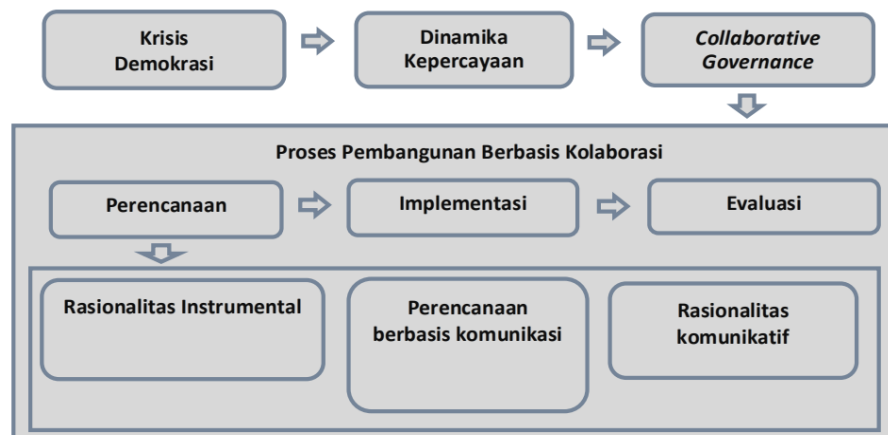 Krisis
Demokrasi
Dinamika
Kepercayaan
Collaborative
Governance
Proses Pembangunan Berbasis Kolaborasi
Perencanaan
Implementasi
Evaluasi
Rasionalitas Instrumental
Perencanaan
berbasis komunikasi
Rasionalitas
komunikatif